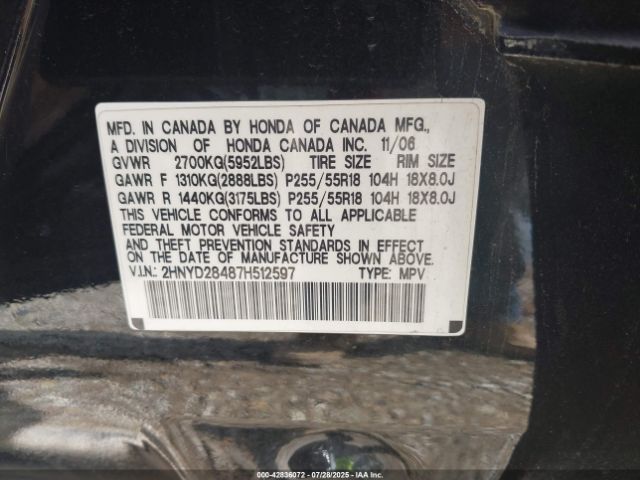 MFD. IN CANADA BY HONDA OF CANADA MFG.,
A DIVISION OF HONDA CANADA INC. 11/06
GVWR 2700KG(5952LBS) TIRE SIZE RIM SIZE
GAWR F 1310KG(2888LBS) P255/55R18 104H 18X8.0J
GAWR R 1440KG(3175LBS) P255/55R18 104H 18X8.0J
THIS VEHICLE CONFORMS TO ALL APPLICABLE
FEDERAL MOTOR VEHICLE SAFETY
AND THEFT PREVENTION STANDARDS IN EFFECT
ON THE DATE OF MANUFACTURE SHOWN ABOVE.
V.I.N.: 2HNYD28487H512597 TYPE: MPV
000-42836072 - 07/28/2025 - IAAI.COM